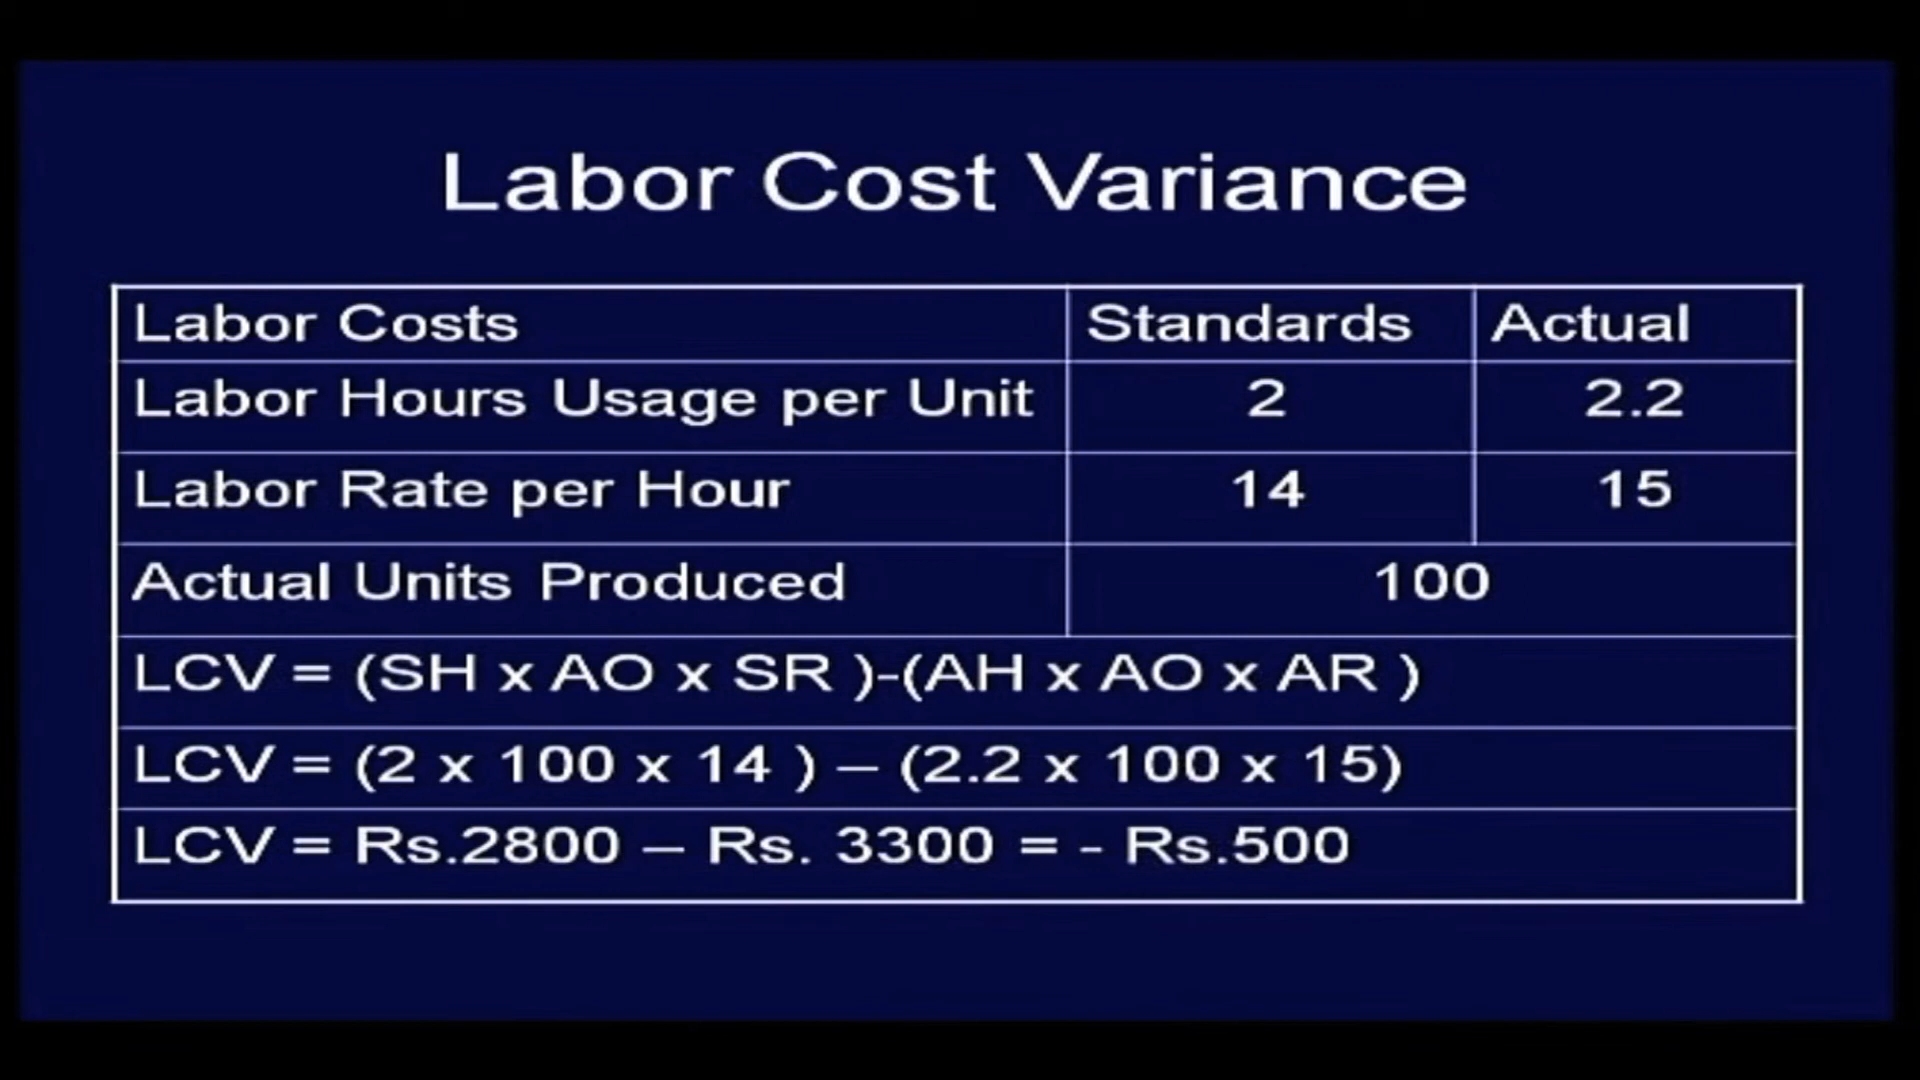 Labor Cost Variance
Labor Costs Standards Actual
Labor Hours Usage per Unit 2 2.2
Labor Rate per Hour 14 15
Actual Units Produced 100
LCV = (SH x AO x SR )-(AH x AO x AR )
LCV = (2 x 100 x 14 ) – (2.2 x 100 x 15)
LCV = Rs.2800 – Rs. 3300 = - Rs.500